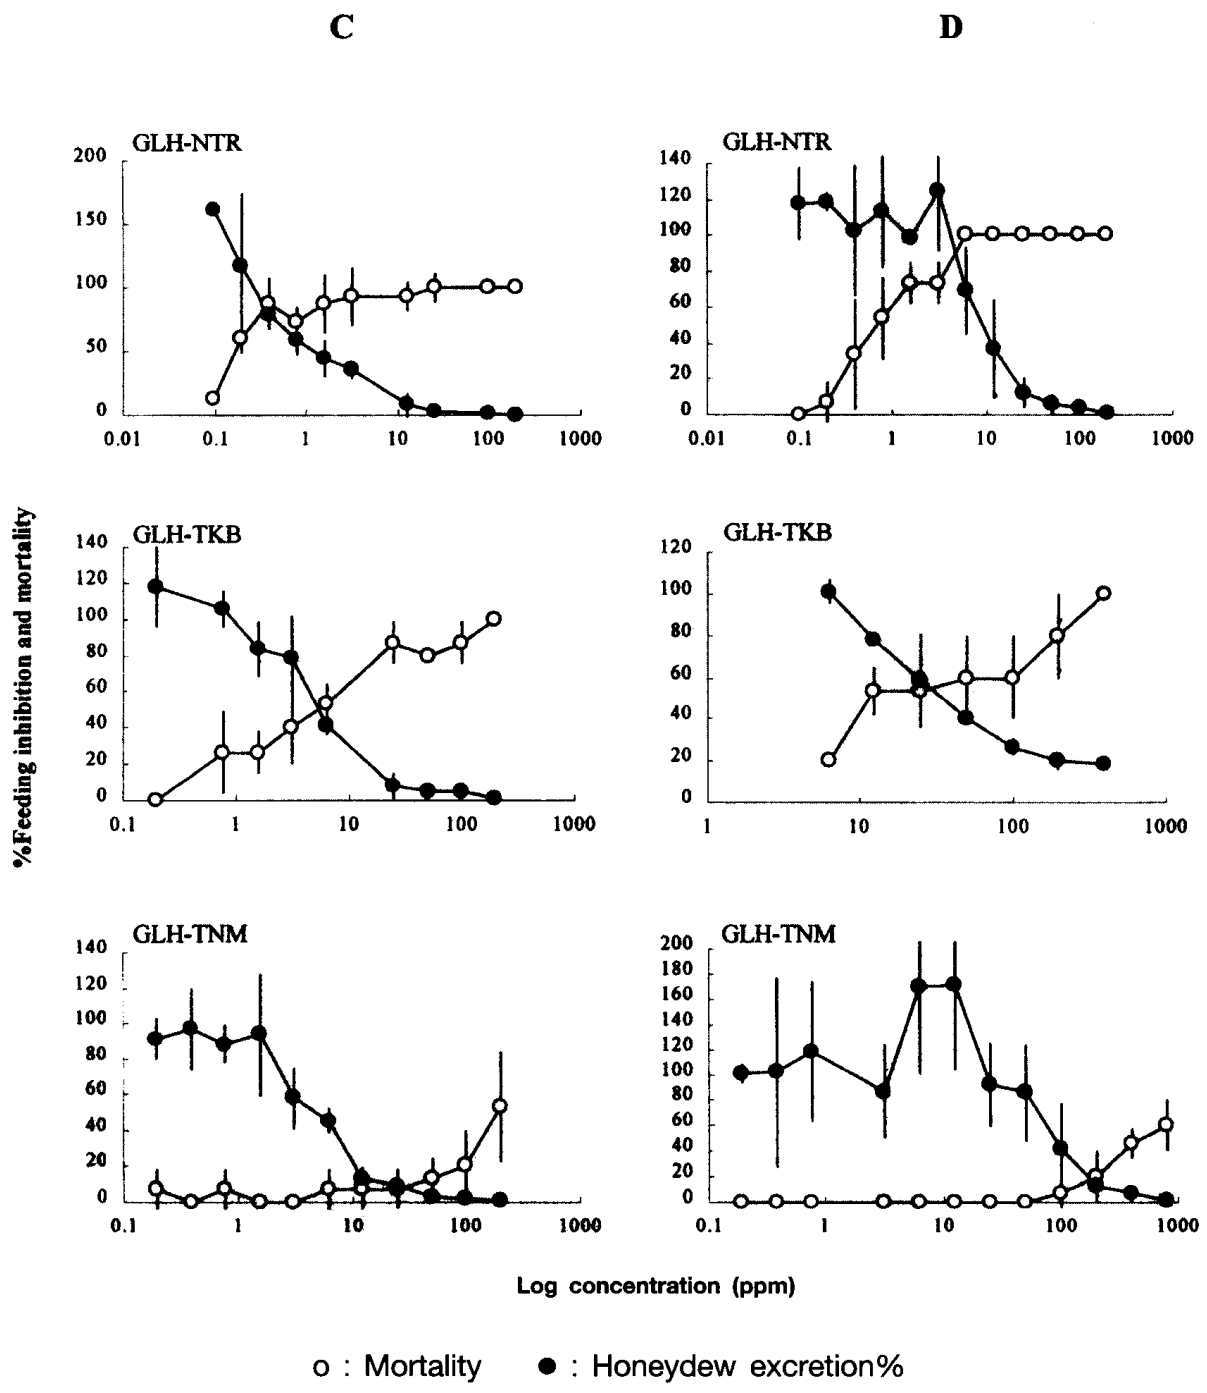 C
D
GLH-NTR
200
150
100
50
0
0.01 0.1 1 10 100 1000
GLH-NTR
140
120
100
80
60
40
20
0
0.01 0.1 1 10 100 1000
%Feeding inhibition and mortality
GLH-TKB
140
120
100
80
60
40
20
0
0.1 1 10 100 1000
GLH-TKB
120
100
80
60
40
20
0
1 10 100 1000
GLH-TNM
140
120
100
80
60
40
20
0
0.1 1 10 100 1000
GLH-TNM
200
180
160
140
120
100
80
60
40
20
0
0.1 1 10 100 1000
Log concentration (ppm)
○ : Mortality ● : Honeydew excretion%